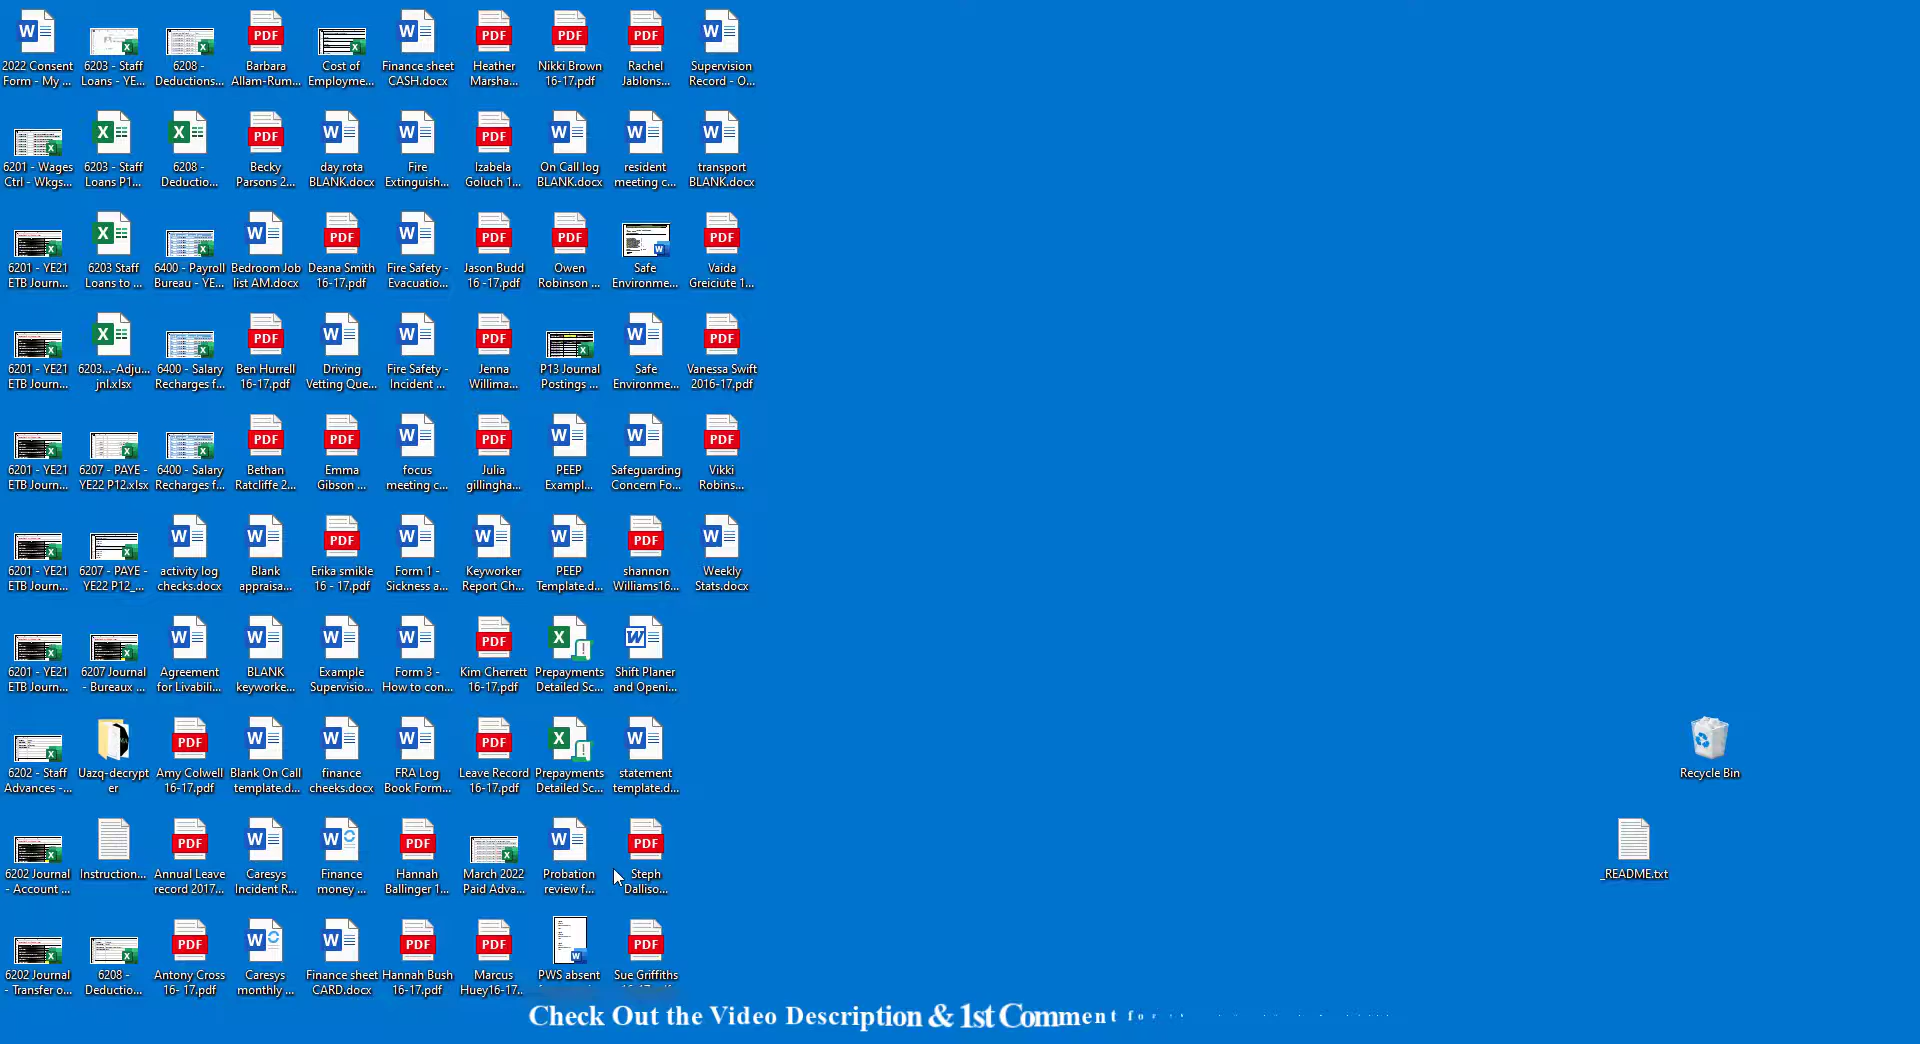 2022 Consent
Form - My ...
6203 - Staff
Loans - YE...
6208 -
Deductions...
Barbara
Allam-Rum...
Cost of
Employme...
Finance sheet
CASH.docx
Heather
Marsha...
Nikki Brown
16-17.pdf
Rachel
Jablons...
Supervision
Record - O...
6201 - Wages
Ctrl - Wkgs...
6203 - Staff
Loans P1...
6208 -
Deductio...
Becky
Parsons 2...
day rota
BLANK.docx
Fire
Extinguish...
Izabela
Goluch 1...
On Call log
BLANK.docx
resident
meeting c...
transport
BLANK.docx
6201 - YE21
ETB Journ...
6203 Staff
Loans to ...
6400 - Payroll
Bureau - YE...
Bedroom Job
list AM.docx
Deana Smith
16-17.pdf
Fire Safety -
Evacuatio...
Jason Budd
16 -17.pdf
Owen
Robinson ...
Safe
Environme...
Vaida
Greiciute 1...
6201 - YE21
ETB Journ...
6203...-Adju...
jnl.xlsx
6400 - Salary
Recharges f...
Ben Hurrell
16-17.pdf
Driving
Vetting Que...
Fire Safety -
Incident ...
Jenna
Willima...
P13 Journal
Postings ...
Safe
Environme...
Vanessa Swift
2016-17.pdf
6201 - YE21
ETB Journ...
6207 - PAYE -
YE22 P12.xlsx
6400 - Salary
Recharges f...
Bethan
Ratcliffe 2...
Emma
Gibson ...
focus
meeting c...
Julia
gillingha...
PEEP
Exampl...
Safeguarding
Concern Fo...
Vikki
Robins...
6201 - YE21
ETB Journ...
6207 - PAYE -
YE22 P12_...
activity log
checks.docx
Blank
appraisa...
Erika smikle
16 - 17.pdf
Form 1 -
Sickness a...
Keyworker
Report Ch...
PEEP
Template.d...
shannon
Williams16...
Weekly
Stats.docx
6201 - YE21
ETB Journ...
6207 Journal
- Bureaux ...
Agreement
for Livabili...
BLANK
keyworke...
Example
Supervisio...
Form 3 -
How to con...
Kim Cherrett
16-17.pdf
Prepayments
Detailed Sc...
Shift Planer
and Openi...
6202 - Staff
Advances -...
Uazq-decrypt
er
Amy Colwell
16-17.pdf
Blank On Call
template.d...
finance
cheeks.docx
FRA Log
Book Form...
Leave Record
16-17.pdf
Prepayments
Detailed Sc...
statement
template.d...
Recycle Bin
6202 Journal
- Account ...
Instruction...
Annual Leave
record 2017...
Caresys
Incident R...
Finance
money ...
Hannah
Ballinger 1...
March 2022
Paid Adva...
Probation
review f...
Steph
Dalliso...
_README.txt
6202 Journal
- Transfer o...
6208 -
Deductio...
Antony Cross
16- 17.pdf
Caresys
monthly ...
Finance sheet
CARD.docx
Hannah Bush
16-17.pdf
Marcus
Huey16-17...
PWS absent
Sue Griffiths
Check Out the Video Description & 1st Comment for